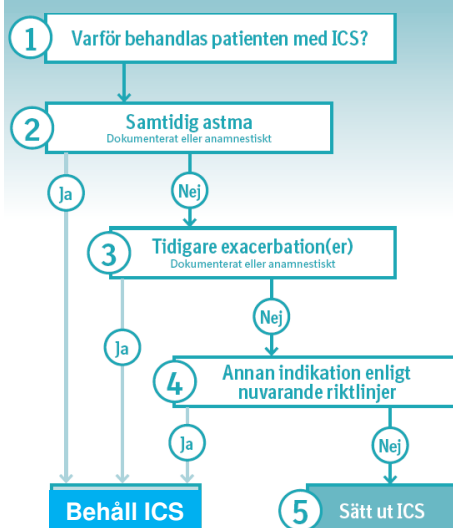 1 Varför behandlas patienten med ICS?
2 Samtidig astma
Dokumenterat eller anamnestiskt
Ja
Nej
3 Tidigare exacerbation(er)
Dokumenterat eller anamnestiskt
Nej
Ja
4 Annan indikation enligt
nuvarande riktlinjer
Ja
Nej
Behåll ICS
5 Sätt ut ICS